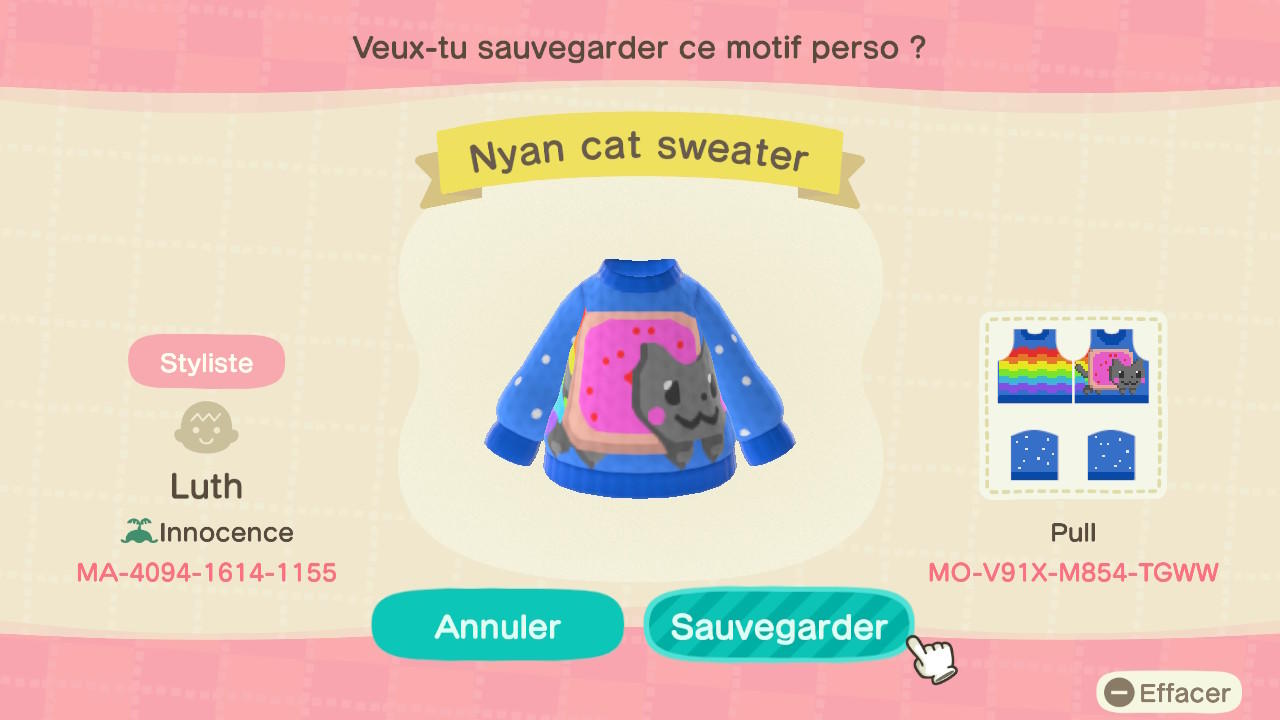 Veux-tu sauvegarder ce motif perso ?
Nyan cat sweater
Styliste
Luth
Innocence
MA-4094-1614-1155
Pull
MO-V91X-M854-TGWW
Annuler
Sauvegarder
Effacer